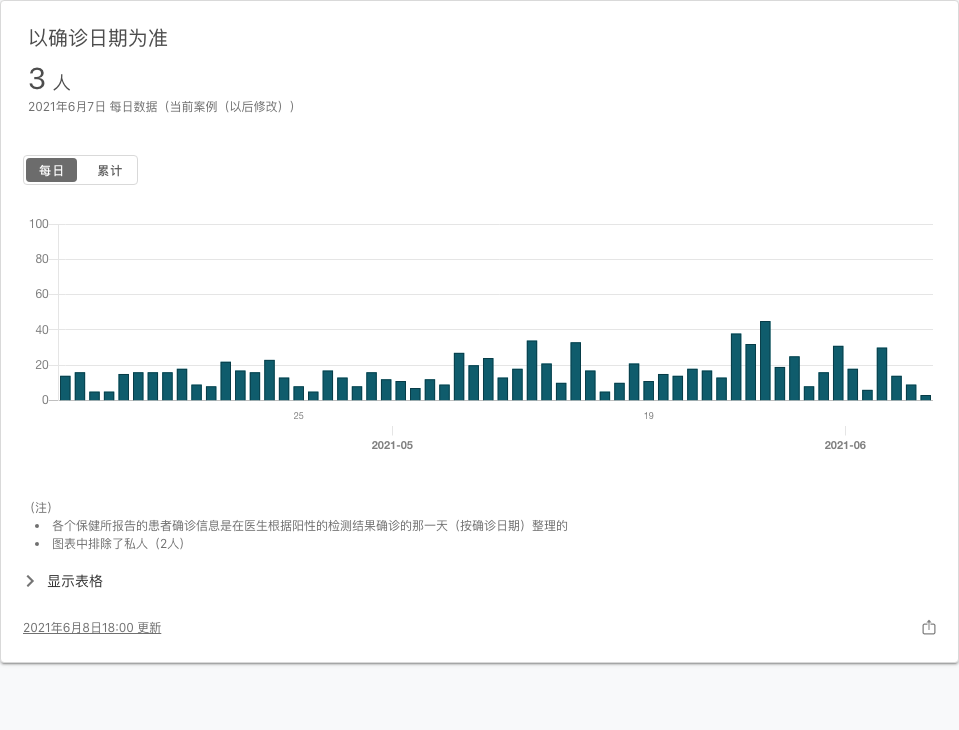 以确诊日期为准
3 人
2021年6月7日 每日数据（当前案例（以后修改））
每日 累计
100
80
60
40
20
0
25 19
2021-05 2021-06
（注）
• 各个保健所报告的患者确诊信息是在医生根据阳性的检测结果确诊的那一天（按确诊日期）整理的
• 图表中排除了私人（2人）
显示表格
2021年6月8日18:00 更新